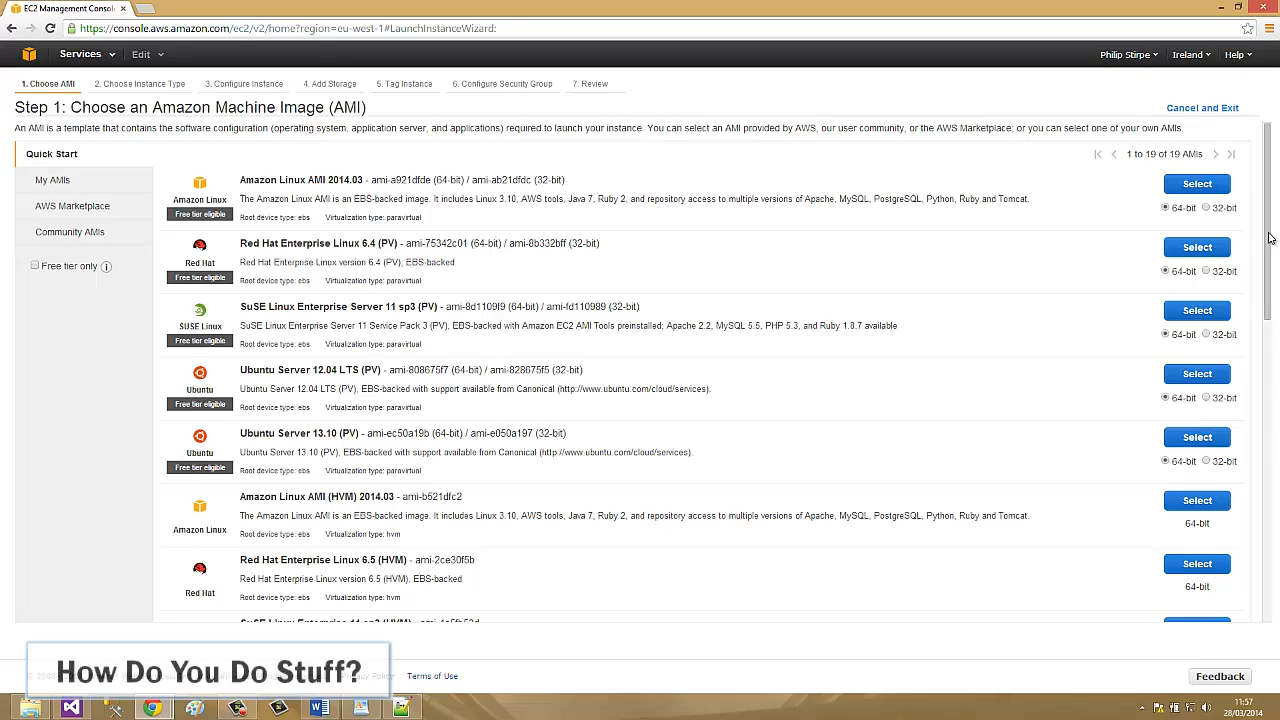 EC2 Management Console
https://console.aws.amazon.com/ec2/v2/home?region=eu-west-1#LaunchInstanceWizard:
Services Edit Philip Stirpe Ireland Help
1. Choose AMI 2. Choose Instance Type 3. Configure Instance 4. Add Storage 5. Tag Instance 6. Configure Security Group 7. Review
Step 1: Choose an Amazon Machine Image (AMI)
Cancel and Exit
An AMI is a template that contains the software configuration (operating system, application server, and applications) required to launch your instance. You can select an AMI provided by AWS, our user community, or the AWS Marketplace; or you can select one of your own AMIs.
Quick Start
My AMIs
AWS Marketplace
Community AMIs
Free tier only
1 to 19 of 19 AMIs
Amazon Linux
Free tier eligible
Amazon Linux AMI 2014.03 - ami-a921dfde (64-bit) / ami-ab21dfdc (32-bit)
The Amazon Linux AMI is an EBS-backed image. It includes Linux 3.10, AWS tools, Java 7, Ruby 2, and repository access to multiple versions of Apache, MySQL, PostgreSQL, Python, Ruby and Tomcat.
Root device type: ebs Virtualization type: paravirtual
Select
64-bit 32-bit
Red Hat
Free tier eligible
Red Hat Enterprise Linux 6.4 (PV) - ami-75342c01 (64-bit) / ami-8b332bff (32-bit)
Red Hat Enterprise Linux version 6.4 (PV), EBS-backed
Root device type: ebs Virtualization type: paravirtual
Select
64-bit 32-bit
SUSE Linux
Free tier eligible
SuSE Linux Enterprise Server 11 sp3 (PV) - ami-8d1109f9 (64-bit) / ami-fd110989 (32-bit)
SuSE Linux Enterprise Server 11 Service Pack 3 (PV), EBS-backed with Amazon EC2 AMI Tools preinstalled; Apache 2.2, MySQL 5.5, PHP 5.3, and Ruby 1.8.7 available
Root device type: ebs Virtualization type: paravirtual
Select
64-bit 32-bit
Ubuntu
Free tier eligible
Ubuntu Server 12.04 LTS (PV) - ami-808675f7 (64-bit) / ami-828675f5 (32-bit)
Ubuntu Server 12.04 LTS (PV), EBS-backed with support available from Canonical (http://www.ubuntu.com/cloud/services).
Root device type: ebs Virtualization type: paravirtual
Select
64-bit 32-bit
Ubuntu
Free tier eligible
Ubuntu Server 13.10 (PV) - ami-ec50a19b (64-bit) / ami-e050a197 (32-bit)
Ubuntu Server 13.10 (PV), EBS-backed with support available from Canonical (http://www.ubuntu.com/cloud/services).
Root device type: ebs Virtualization type: paravirtual
Select
64-bit 32-bit
Amazon Linux
Amazon Linux AMI (HVM) 2014.03 - ami-b521dfc2
The Amazon Linux AMI is an EBS-backed image. It includes Linux 3.10, AWS tools, Java 7, Ruby 2, and repository access to multiple versions of Apache, MySQL, PostgreSQL, Python, Ruby and Tomcat.
Root device type: ebs Virtualization type: hvm
Select
64-bit
Red Hat
Red Hat Enterprise Linux 6.5 (HVM) - ami-2ce30f5b
Red Hat Enterprise Linux version 6.5 (HVM), EBS-backed
Root device type: ebs Virtualization type: hvm
Select
64-bit
How Do You Do Stuff?
Privacy Policy Terms of Use
Feedback
11:57
28/03/2014